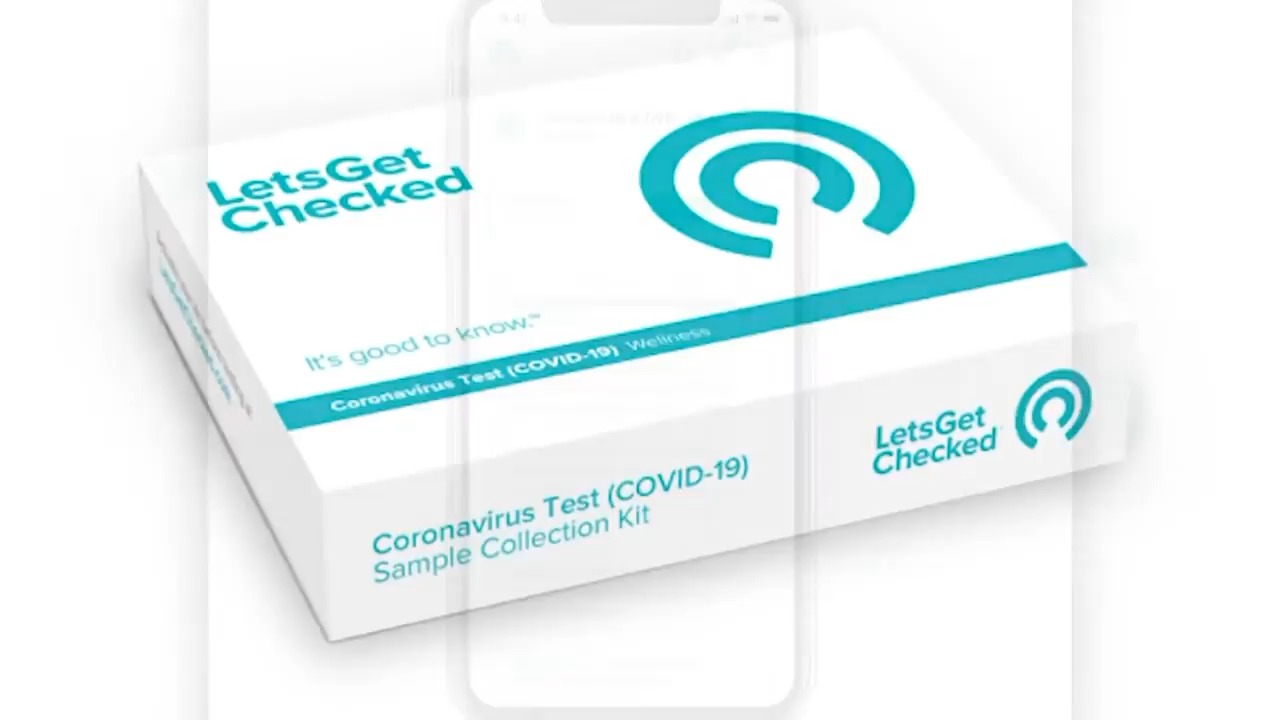 LetsGet
Checked
It's good to know.™
Coronavirus Test (COVID-19) Wellness
LetsGet
Checked
Coronavirus Test (COVID-19)
Sample Collection Kit